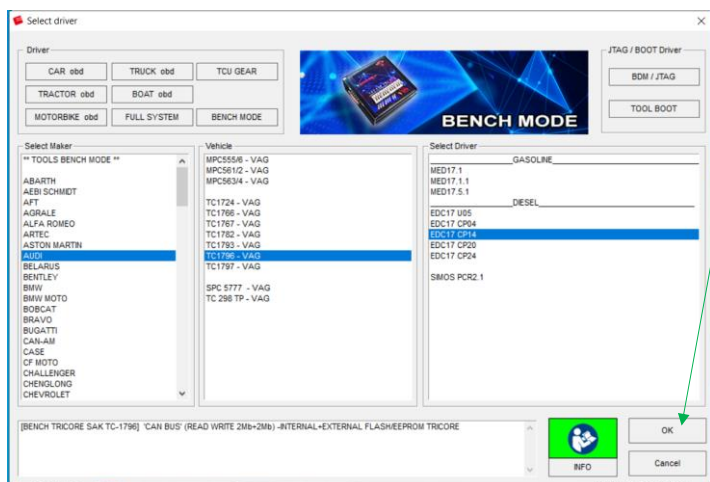 Select driver
Driver
CAR obd
TRUCK obd
TCU GEAR
TRACTOR obd
BOAT obd
MOTORBIKE obd
FULL SYSTEM
BENCH MODE
BENCH MODE
JTAG / BOOT Driver
BDM / JTAG
TOOL BOOT
Select Maker
** TOOLS BENCH MODE **
ABARTH
AEBI SCHMIDT
AFT
AGRALE
ALFA ROMEO
ARTEC
ASTON MARTIN
AUDI
BELARUS
BENTLEY
BMW
BMW MOTO
BOBCAT
BRAVO
BUGATTI
CAN-AM
CASE
CF MOTO
CHALLENGER
CHENGLONG
CHEVROLET
Vehicle
MPC555/6 - VAG
MPC561/2 - VAG
MPC563/4 - VAG
TC1724 - VAG
TC1766 - VAG
TC1767 - VAG
TC1782 - VAG
TC1793 - VAG
TC1796 - VAG
TC1797 - VAG
SPC 5777 - VAG
TC 298 TP - VAG
Select Driver
GASOLINE
MED17.1
MED17.1.1
MED17.5.1
DIESEL
EDC17 U05
EDC17 CP04
EDC17 CP14
EDC17 CP20
EDC17 CP24
SIMOS PCR2.1
[BENCH TRICORE SAK TC-1796] 'CAN BUS' (READ WRITE 2Mb+2Mb) -INTERNAL+EXTERNAL FLASH/EEPROM TRICORE
INFO
OK
Cancel